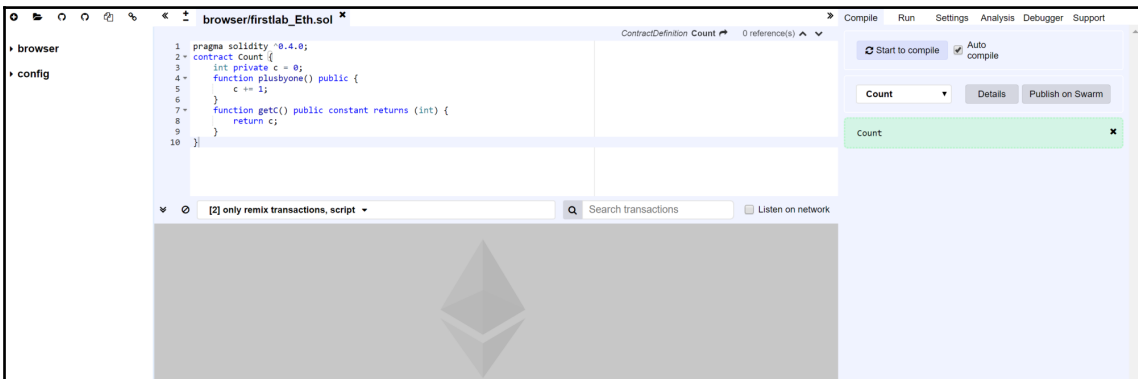 browser/firstlab_Eth.sol
Compile Run Settings Analysis Debugger Support
browser
config
ContractDefinition Count 0 reference(s)
1 pragma solidity ^0.4.0;
2 contract Count {
3 int private c = 0;
4 function plusbyone() public {
5 c += 1;
6 }
7 function getC() public constant returns (int) {
8 return c;
9 }
10 }
[2] only remix transactions, script
Search transactions
Listen on network
Start to compile
Auto compile
Count
Details
Publish on Swarm
Count